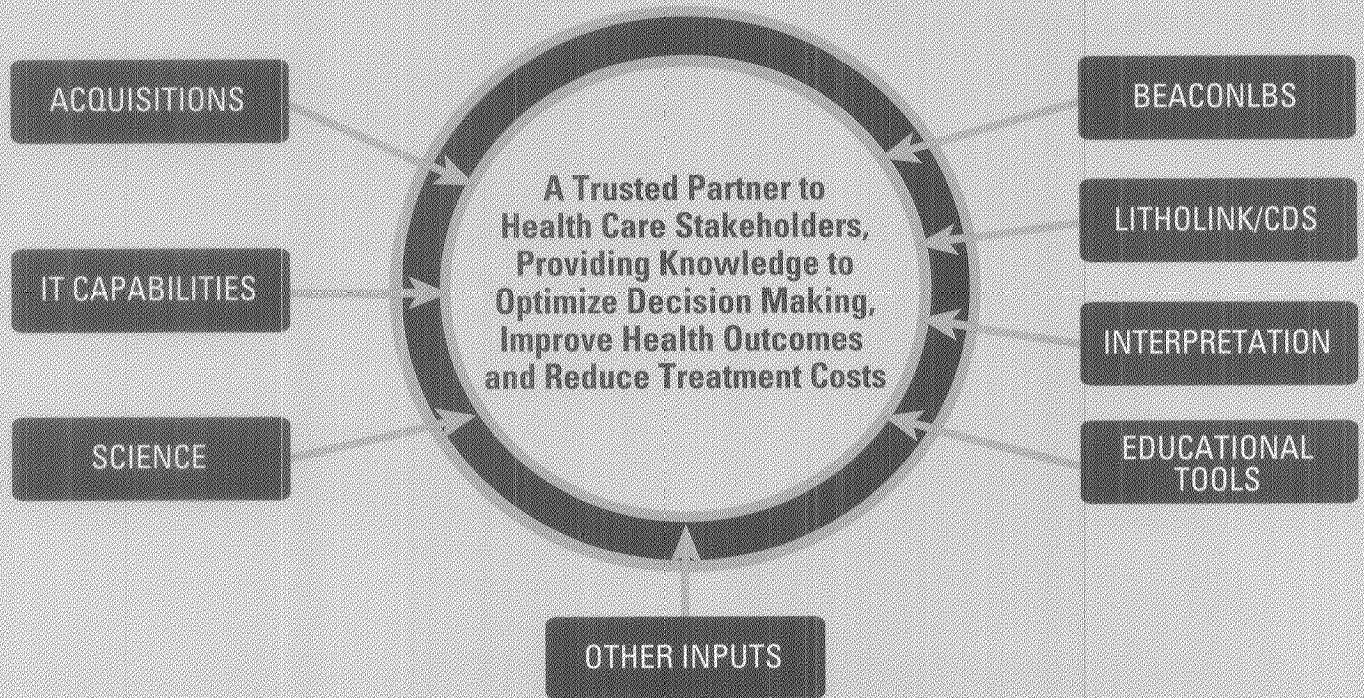 ACQUISITIONS
IT CAPABILITIES
SCIENCE
A Trusted Partner to
Health Care Stakeholders,
Providing Knowledge to
Optimize Decision Making,
Improve Health Outcomes
and Reduce Treatment Costs
BEACONLBS
LITHOLINK/CDS
INTERPRETATION
EDUCATIONAL
TOOLS
OTHER INPUTS